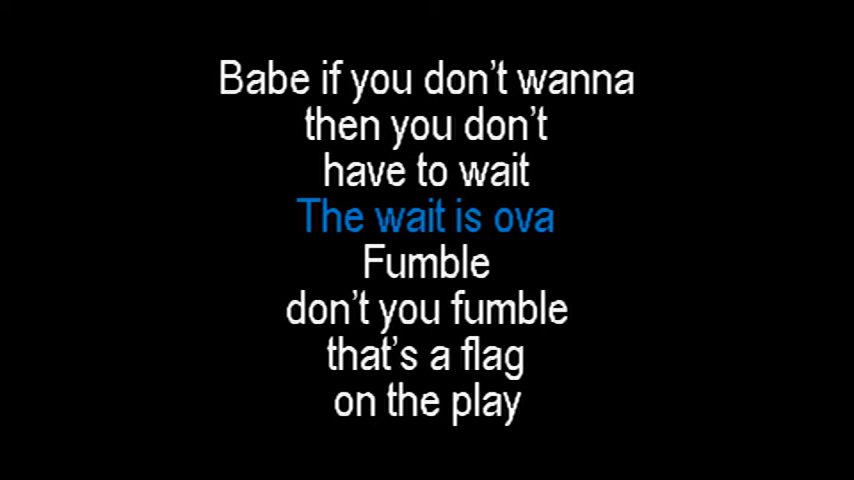 Babe if you don’t wanna
then you don’t
have to wait
The wait is ova
Fumble
don’t you fumble
that’s a flag
on the play